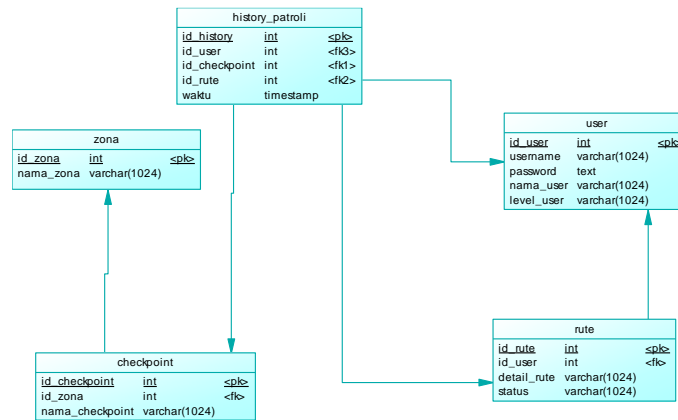 history_patroli
id_history int <pk>
id_user int <fk3>
id_checkpoint int <fk1>
id_rute int <fk2>
waktu timestamp
zona
id_zona int <pk>
nama_zona varchar(1024)
user
id_user int <pk>
username varchar(1024)
password text
nama_user varchar(1024)
level_user varchar(1024)
checkpoint
id_checkpoint int <pk>
id_zona int <fk>
nama_checkpoint varchar(1024)
rute
id_rute int <pk>
id_user int <fk>
detail_rute varchar(1024)
status varchar(1024)